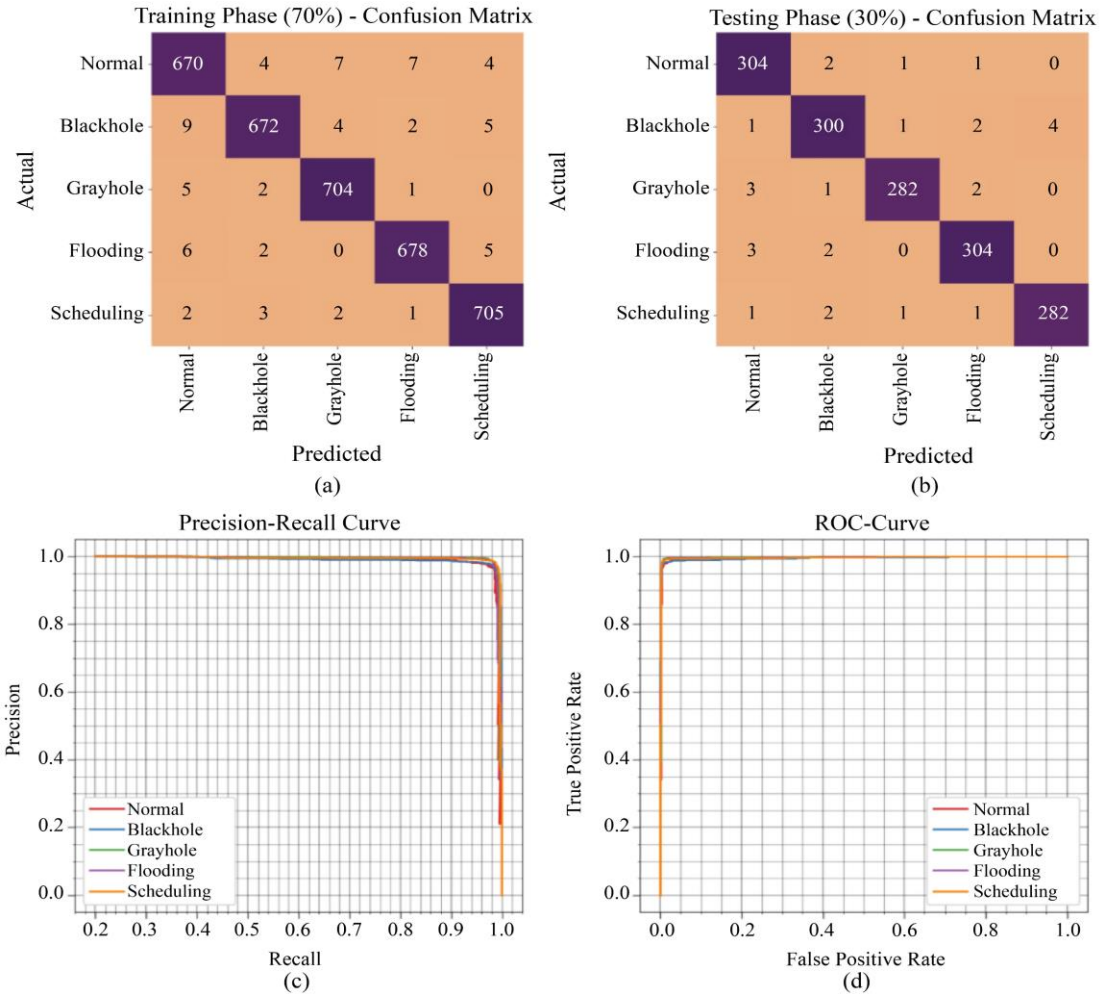 Training Phase (70%) - Confusion Matrix
Actual
Normal 670 4 7 7 4
Blackhole 9 672 4 2 5
Grayhole 5 2 704 1 0
Flooding 6 2 0 678 5
Scheduling 2 3 2 1 705
Normal Blackhole Grayhole Flooding Scheduling
Predicted
(a)
Testing Phase (30%) - Confusion Matrix
Actual
Normal 304 2 1 1 0
Blackhole 1 300 1 2 4
Grayhole 3 1 282 2 0
Flooding 3 2 0 304 0
Scheduling 1 2 1 1 282
Normal Blackhole Grayhole Flooding Scheduling
Predicted
(b)
Precision-Recall Curve
Precision
1.0
0.8
0.6
0.4
0.2
0.0
Normal
Blackhole
Grayhole
Flooding
Scheduling
0.2 0.3 0.4 0.5 0.6 0.7 0.8 0.9 1.0
Recall
(c)
ROC-Curve
True Positive Rate
1.0
0.8
0.6
0.4
0.2
0.0
Normal
Blackhole
Grayhole
Flooding
Scheduling
0.0 0.2 0.4 0.6 0.8 1.0
False Positive Rate
(d)